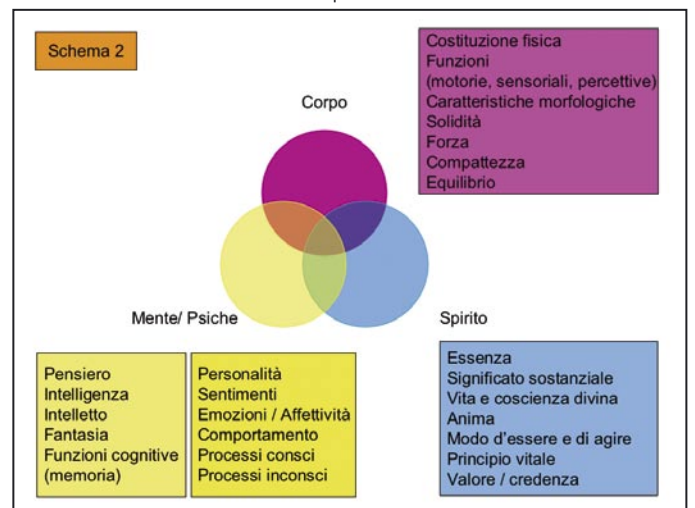 Schema 2
Costituzione fisica
Funzioni
(motorie, sensoriali, percettive)
Caratteristiche morfologiche
Solidità
Forza
Compattezza
Equilibrio
Corpo
Mente/ Psiche
Spirito
Pensiero
Intelligenza
Intelletto
Fantasia
Funzioni cognitive
(memoria)
Personalità
Sentimenti
Emozioni / Affettività
Comportamento
Processi consci
Processi inconsci
Essenza
Significato sostanziale
Vita e coscienza divina
Anima
Modo d'essere e di agire
Principio vitale
Valore / credenza